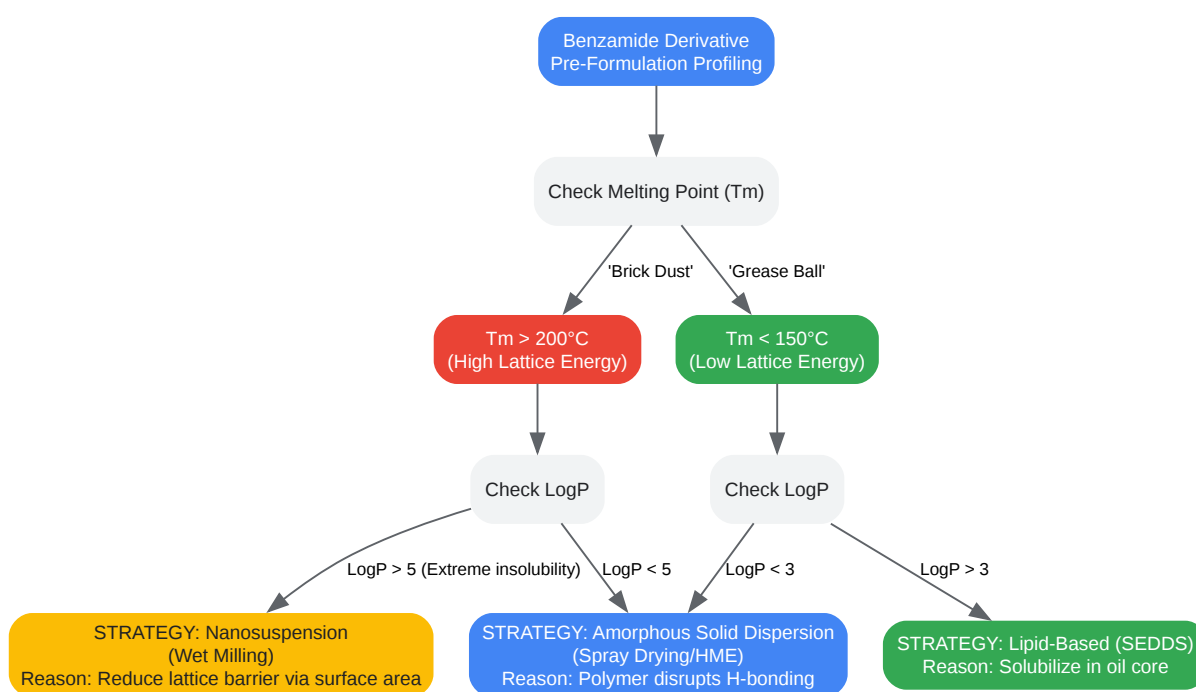 Benzamide Derivative
Pre-Formulation Profiling
Check Melting Point (Tm)
'Brick Dust'
'Grease Ball'
Tm > 200°C
(High Lattice Energy)
Tm < 150°C
(Low Lattice Energy)
Check LogP
Check LogP
LogP > 5 (Extreme insolubility)
LogP < 5
LogP < 3
LogP > 3
STRATEGY: Nanosuspension
(Wet Milling)
Reason: Reduce lattice barrier via surface area
STRATEGY: Amorphous Solid Dispersion
(Spray Drying/HME)
Reason: Polymer disrupts H-bonding
STRATEGY: Lipid-Based (SEDDS)
Reason: Solubilize in oil core